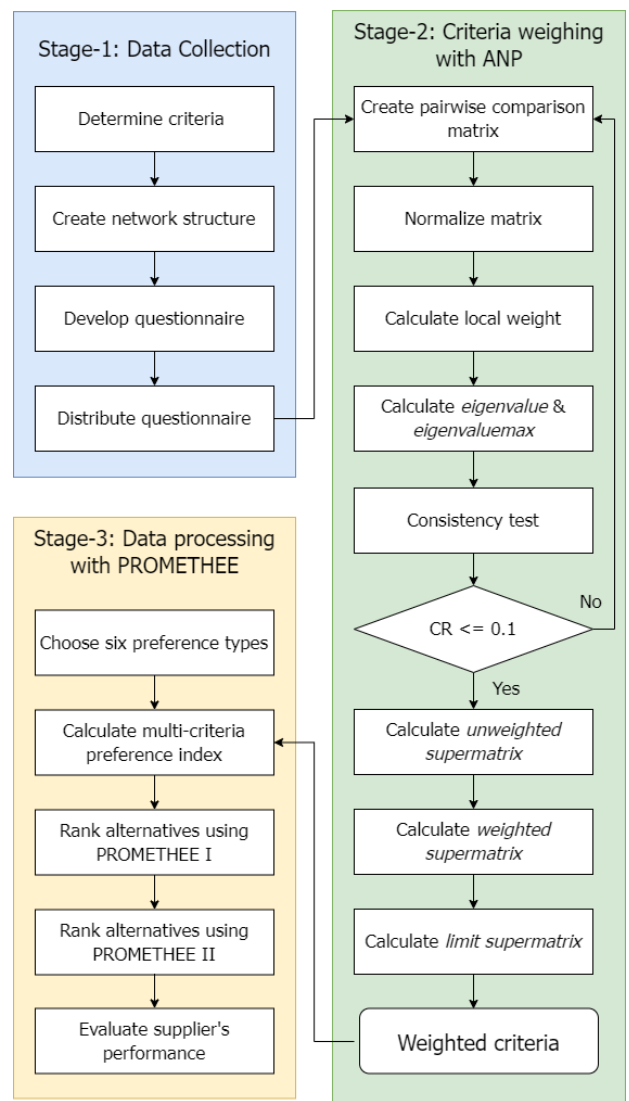 Stage-1: Data Collection
Determine criteria
Create network structure
Develop questionnaire
Distribute questionnaire
Stage-2: Criteria weighing
with ANP
Create pairwise comparison
matrix
Normalize matrix
Calculate local weight
Calculate eigenvalue &
eigenvaluemax
Consistency test
CR <= 0.1
No
Yes
Calculate unweighted
supermatrix
Calculate weighted
supermatrix
Calculate limit supermatrix
Weighted criteria
Stage-3: Data processing
with PROMETHEE
Choose six preference types
Calculate multi-criteria
preference index
Rank alternatives using
PROMETHEE I
Rank alternatives using
PROMETHEE II
Evaluate supplier's
performance